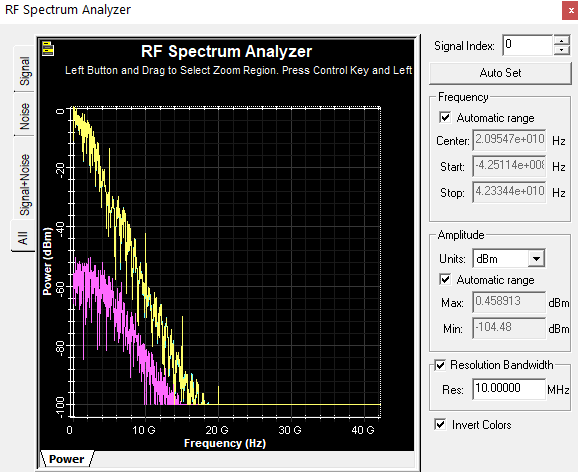 RF Spectrum Analyzer
x
RF Spectrum Analyzer
Left Button and Drag to Select Zoom Region. Press Control Key and Left
Signal
Noise
Signal+Noise
All
Power (dBm)
0
-20
-40
-60
-80
-100
0
10 G
20 G
30 G
40 G
Frequency (Hz)
Power
Signal Index: 0
Auto Set
Frequency
Automatic range
Center: 2.09547e+010 Hz
Start: -4.25114e+008 Hz
Stop: 4.23344e+010 Hz
Amplitude
Units: dBm
Automatic range
Max: 0.458913 dBm
Min: -104.48 dBm
Resolution Bandwidth
Res: 10.00000 MHz
Invert Colors